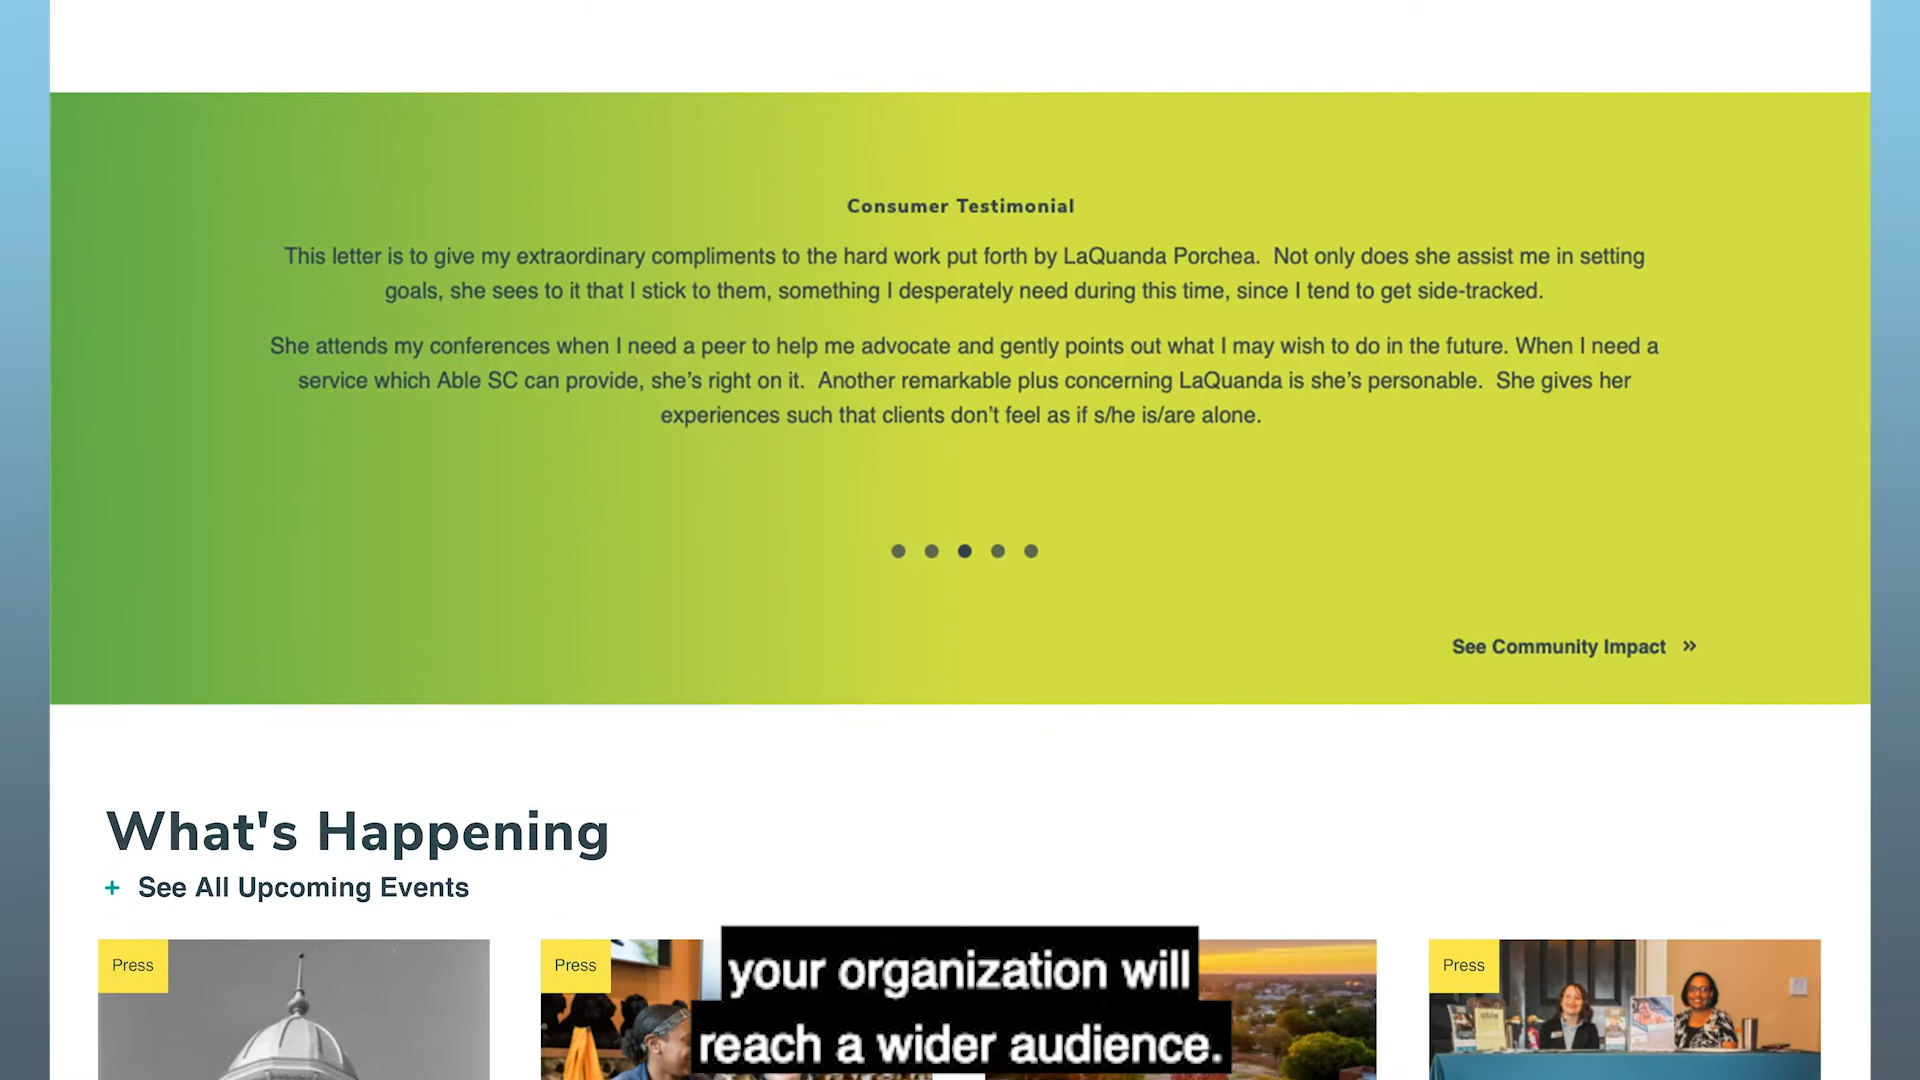 Consumer Testimonial
This letter is to give my extraordinary compliments to the hard work put forth by LaQuanda Porchea.  Not only does she assist me in setting
goals, she sees to it that I stick to them, something I desperately need during this time, since I tend to get side-tracked.
She attends my conferences when I need a peer to help me advocate and gently points out what I may wish to do in the future. When I need a
service which Able SC can provide, she’s right on it.  Another remarkable plus concerning LaQuanda is she’s personable.  She gives her
experiences such that clients don’t feel as if s/he is/are alone.
See Community Impact »
What's Happening
+ See All Upcoming Events
Press
Press
Press
able
your organization will
reach a wider audience.